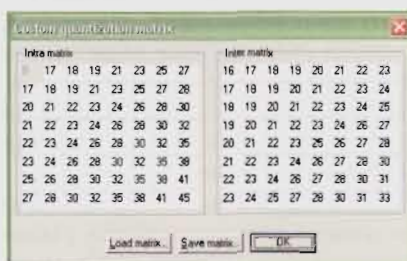 Custom quantization matrix
Intra matrix
8 17 18 19 21 23 25 27
17 18 19 21 23 25 27 28
20 21 22 23 24 26 28 30
21 22 23 24 26 28 30 32
22 23 24 26 28 30 32 35
23 24 26 28 30 32 35 38
25 26 28 30 32 35 38 41
27 28 30 32 35 38 41 45
Inter matrix
16 17 18 19 20 21 22 23
17 18 19 20 21 22 23 24
18 19 20 21 22 23 24 25
19 20 21 22 23 24 26 27
20 21 22 23 25 26 27 28
21 22 23 24 26 27 28 30
22 23 24 26 27 28 30 31
23 24 25 27 28 30 31 33
Load matrix... Save matrix... OK